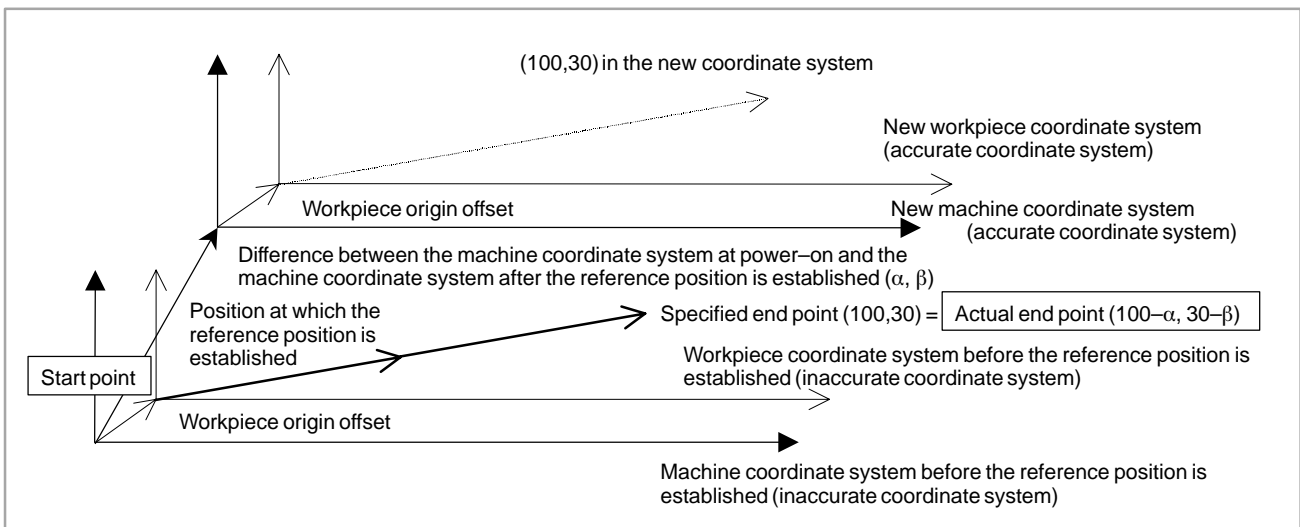 (100,30) in the new coordinate system
New workpiece coordinate system
(accurate coordinate system)
Workpiece origin offset
New machine coordinate system
(accurate coordinate system)
Difference between the machine coordinate system at power–on and the
machine coordinate system after the reference position is established (α, β)
Position at which the
reference position is
established
Specified end point (100,30) = Actual end point (100–α, 30–β)
Workpiece coordinate system before the reference position is
established (inaccurate coordinate system)
Start point
Workpiece origin offset
Machine coordinate system before the reference position is
established (inaccurate coordinate system)